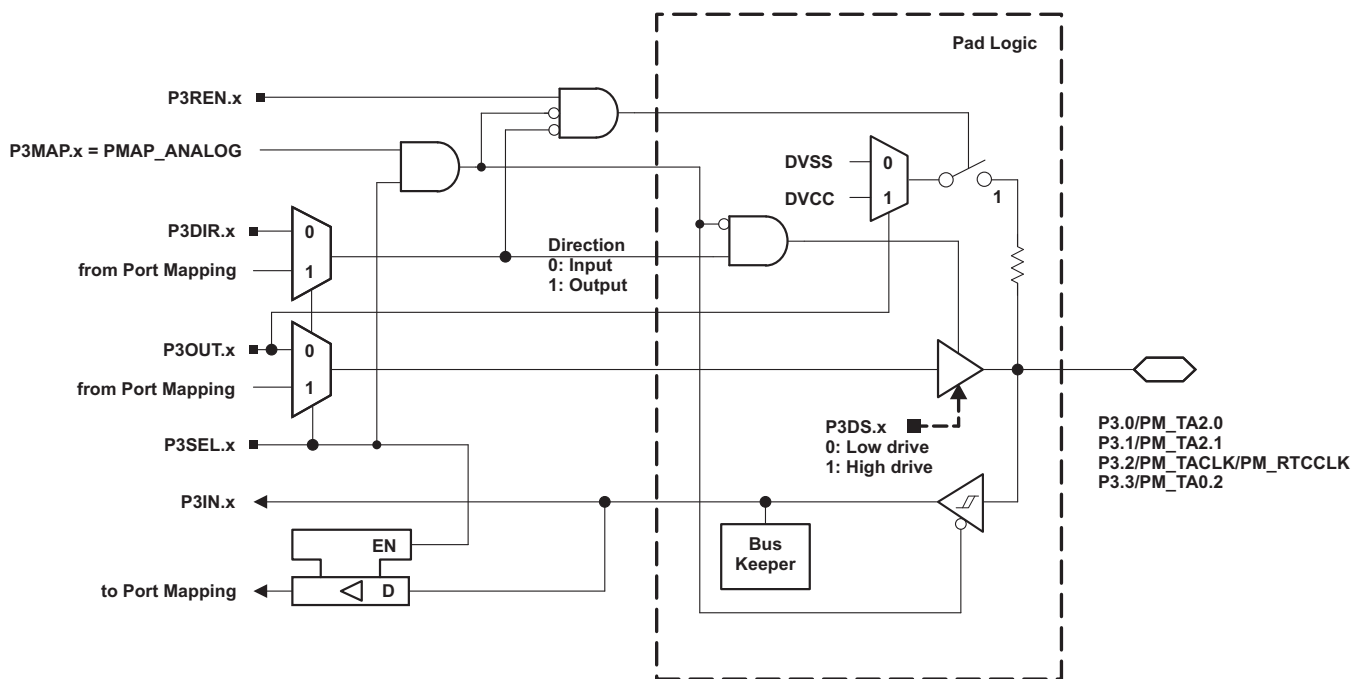 Pad Logic
P3REN.x
P3MAP.x = PMAP_ANALOG
DVSS
0
DVCC
1
1
P3DIR.x
0
from Port Mapping
1
Direction
0: Input
1: Output
P3OUT.x
0
from Port Mapping
1
P3SEL.x
P3DS.x
0: Low drive
1: High drive
P3.0/PM_TA2.0
P3.1/PM_TA2.1
P3.2/PM_TACLK/PM_RTCCLK
P3.3/PM_TA0.2
P3IN.x
EN
Bus
Keeper
to Port Mapping
D